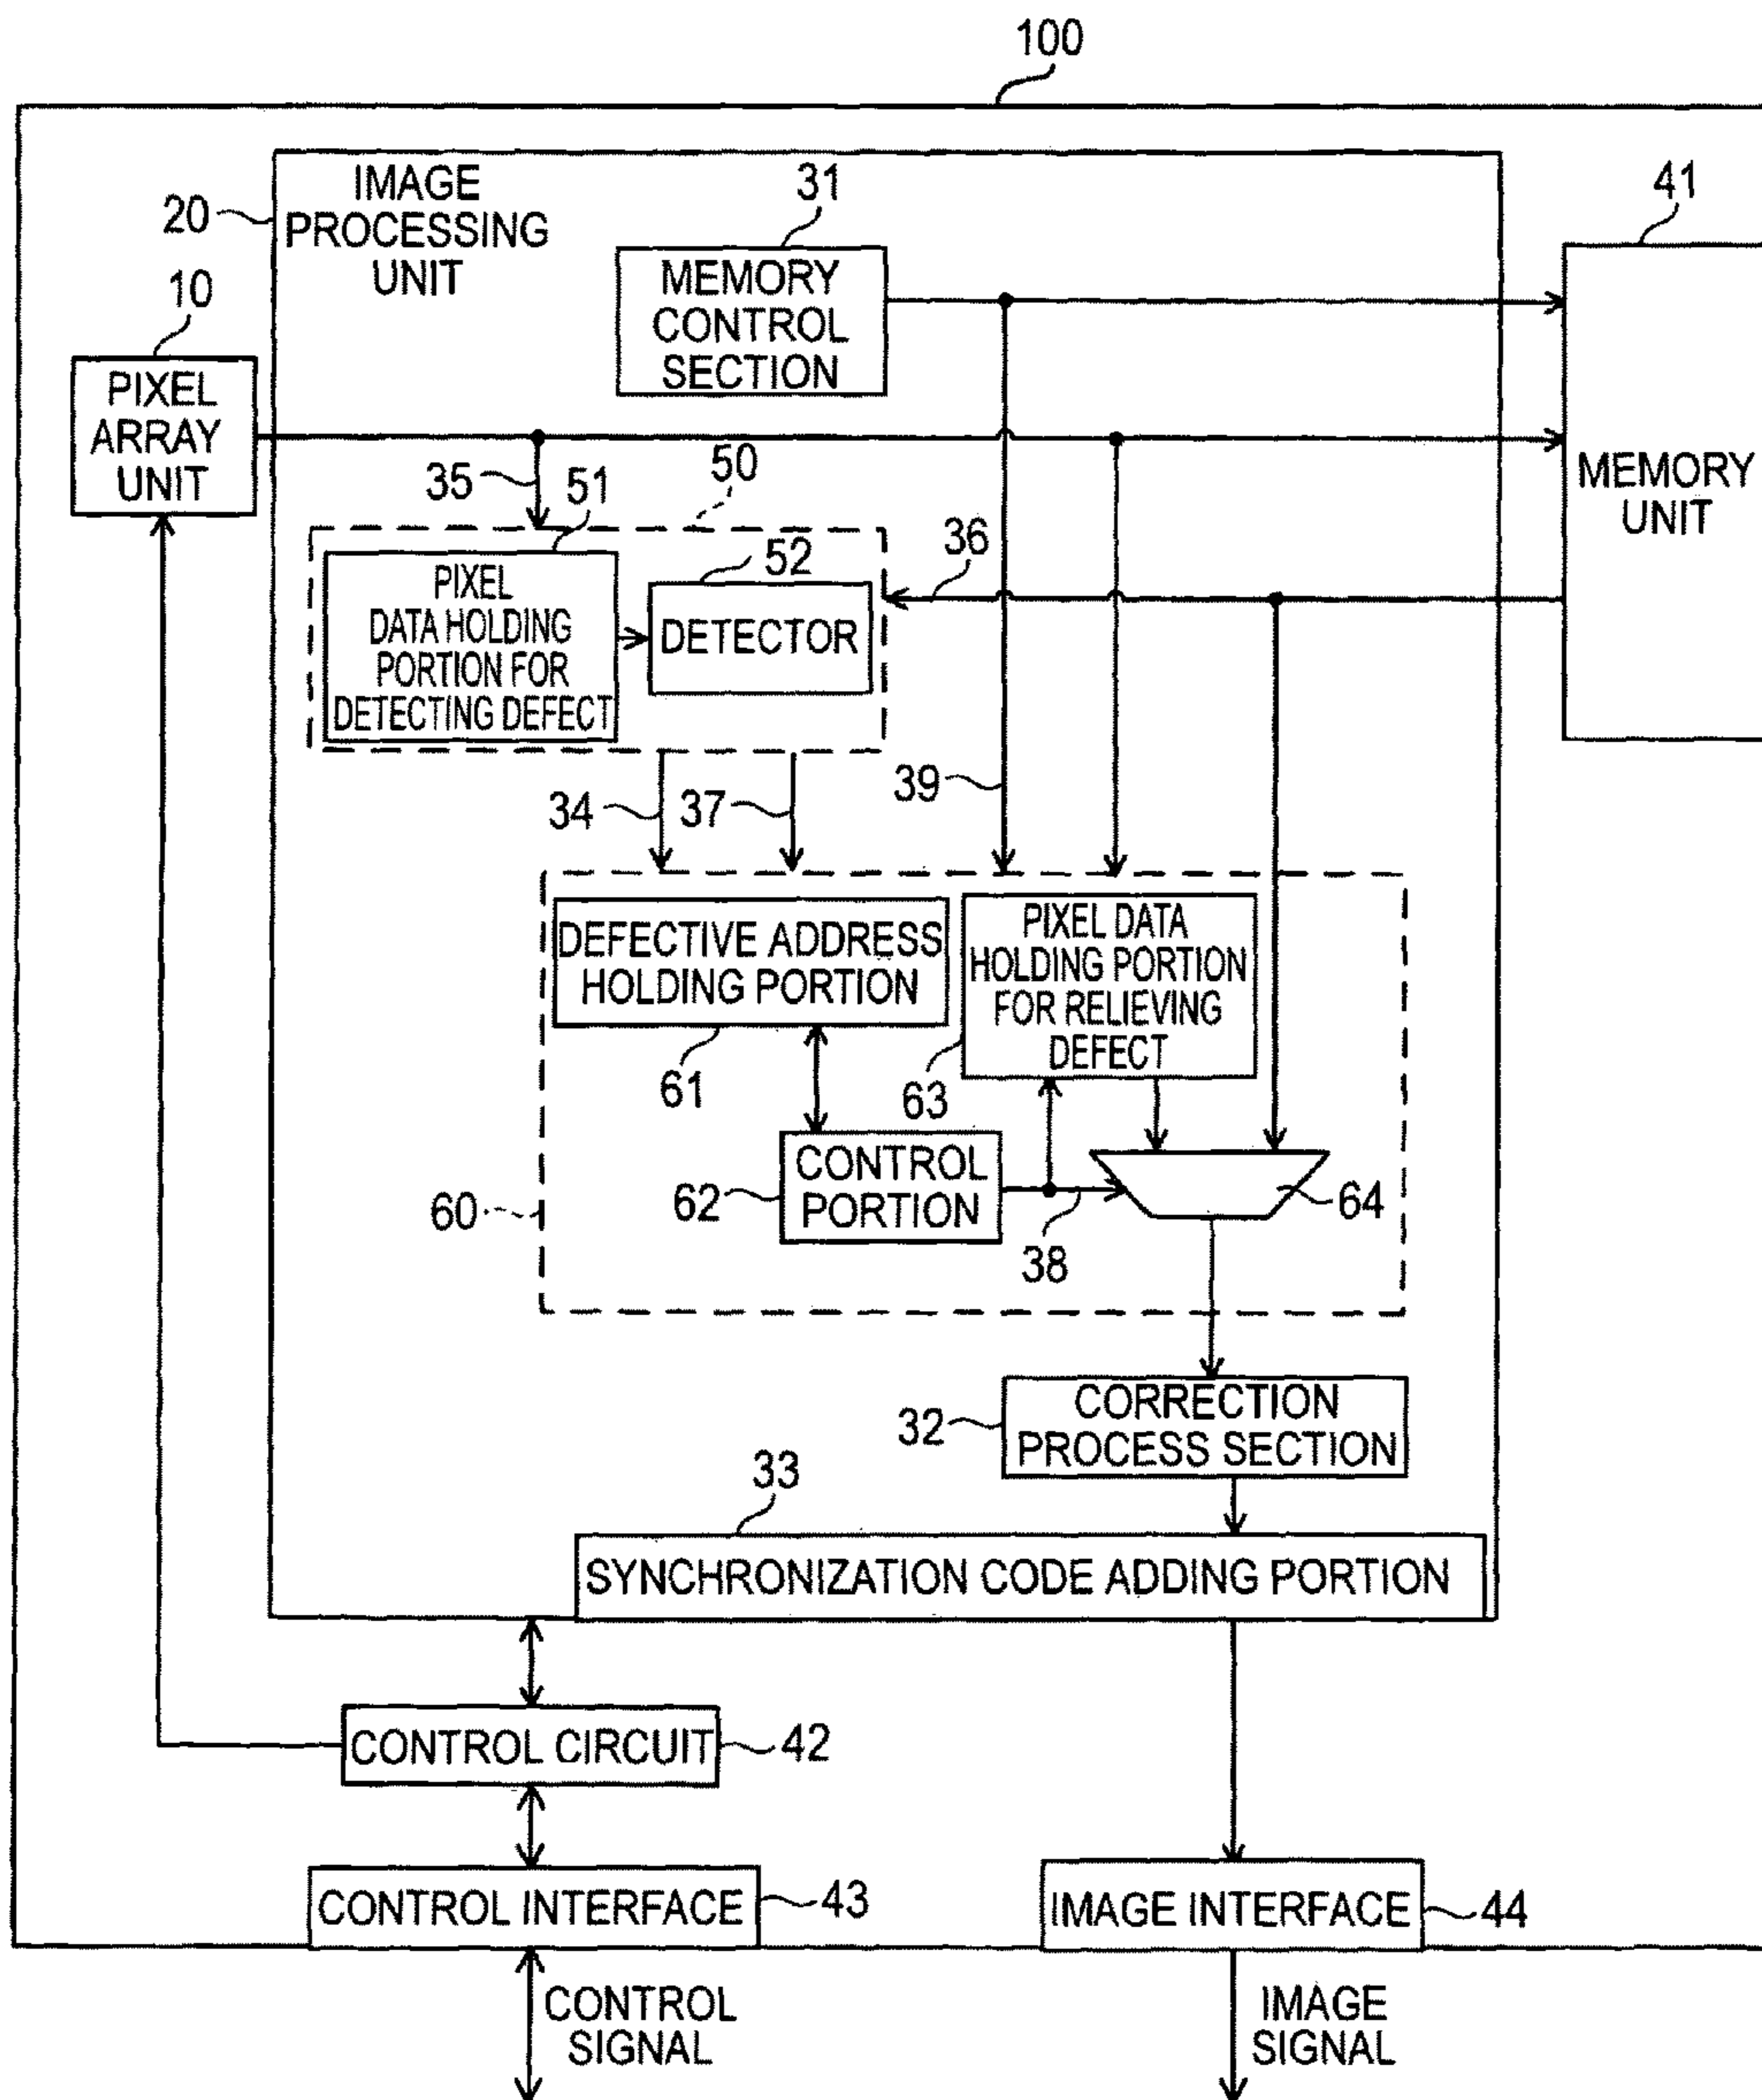 100
IMAGE
PROCESSING
UNIT
20
31
41
MEMORY
CONTROL
SECTION
10
PIXEL
ARRAY
UNIT
MEMORY
UNIT
35
51
50
52
36
PIXEL
DATA HOLDING
PORTION FOR
DETECTING DEFECT
DETECTOR
34
37
39
DEFECTIVE ADDRESS
HOLDING PORTION
PIXEL DATA
HOLDING PORTION
FOR RELIEVING
DEFECT
61
63
CONTROL
PORTION
62
60
38
64
CORRECTION
PROCESS SECTION
32
33
SYNCHRONIZATION CODE ADDING PORTION
CONTROL CIRCUIT
42
CONTROL INTERFACE
43
IMAGE INTERFACE
44
CONTROL
SIGNAL
IMAGE
SIGNAL